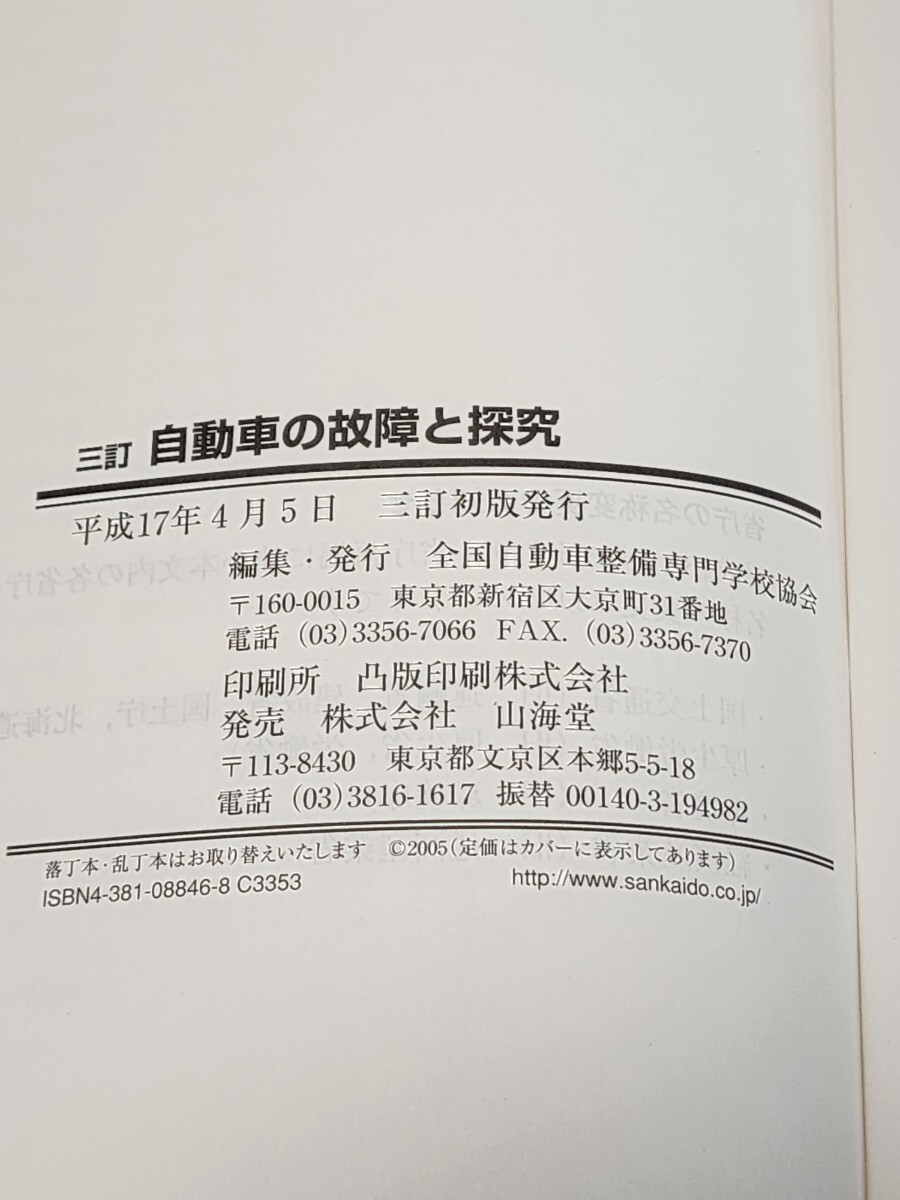 三訂 自動車の故障と探究
平成17年4月5日 三訂初版発行
編集・発行 全国自動車整備専門学校協会
〒160-0015 東京都新宿区大京町31番地
電話 (03)3356-7066 FAX. (03)3356-7370
印刷所 凸版印刷株式会社
発売 株式会社 山海堂
〒113-8430 東京都文京区本郷5-5-18
電話 (03)3816-1617 振替 00140-3-194982
落丁本・乱丁本はお取り替えいたします ©2005(定価はカバーに表示してあります)
ISBN4-381-08846-8 C3353 http://www.sankaido.co.jp/